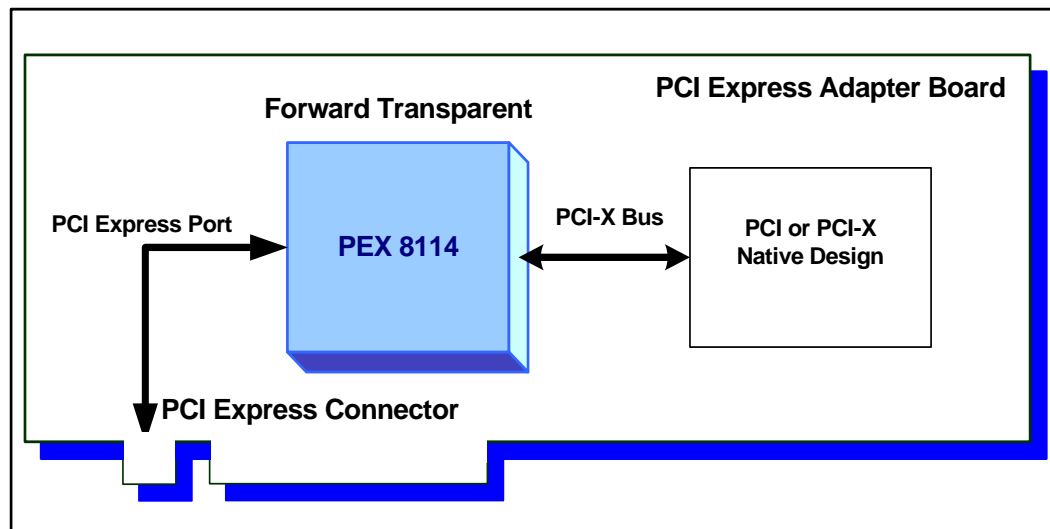 PCI Express Adapter Board
Forward Transparent
PCI Express Port
PEX 8114
PCI-X Bus
PCI or PCI-X
Native Design
PCI Express Connector